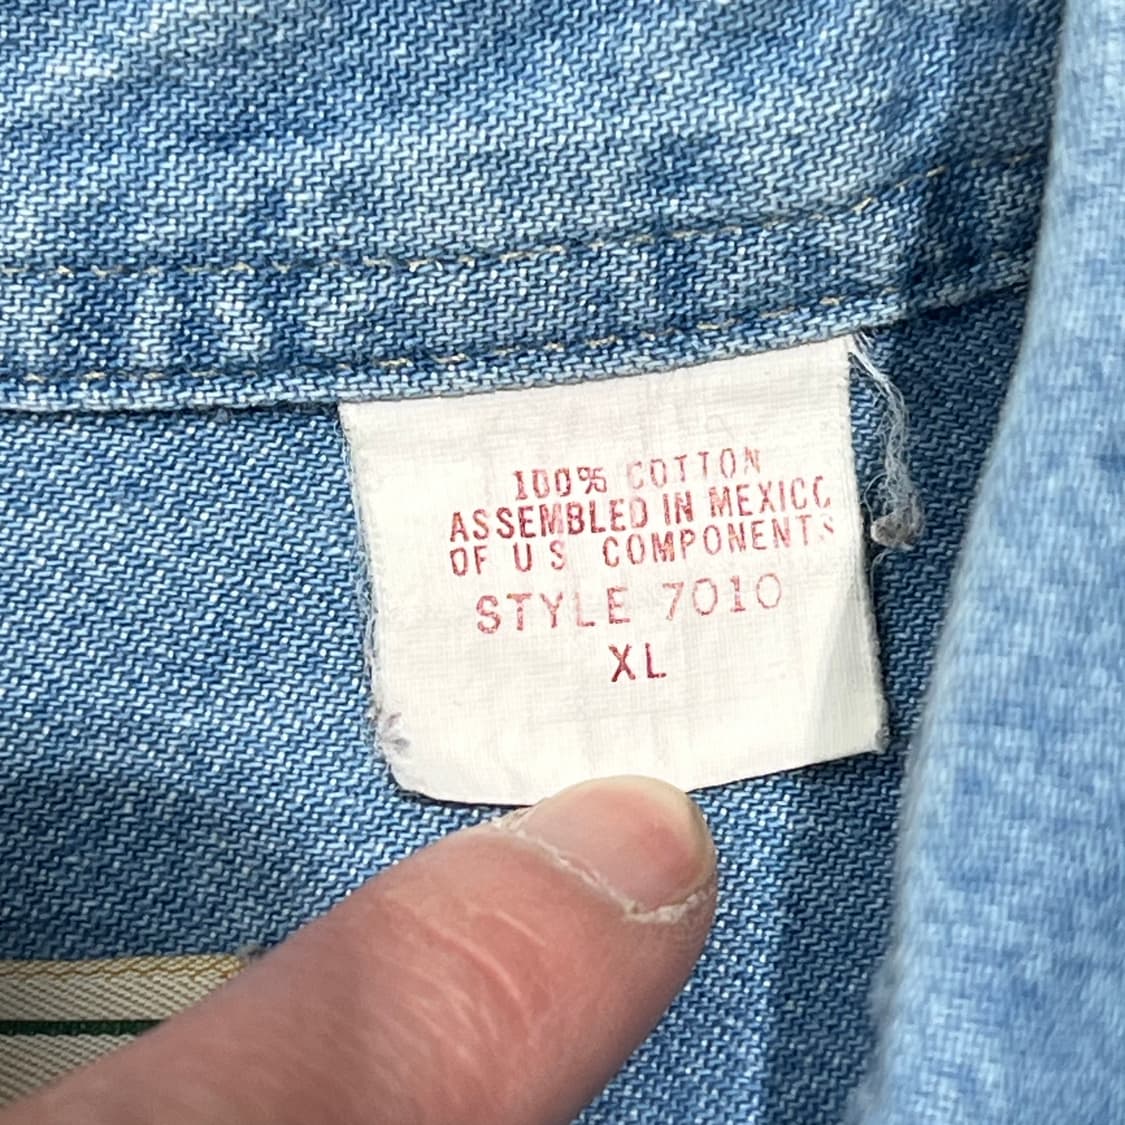 100% COTTON
ASSEMBLED IN MEXICO
OF U S COMPONENTS
STYLE 7010
XL